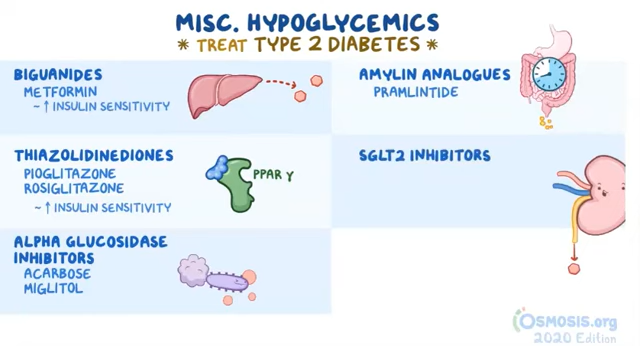 MISC. HYPOGLYCEMICS
* TREAT TYPE 2 DIABETES *
BIGUANIDES
METFORMIN
~ ↑ INSULIN SENSITIVITY
THIAZOLIDINEDIONES
PIOGLITAZONE
ROSIGLITAZONE
~ ↑ INSULIN SENSITIVITY
PPAR γ
ALPHA GLUCOSIDASE
INHIBITORS
ACARBOSE
MIGLITOL
AMYLIN ANALOGUES
PRAMLINTIDE
SGLT2 INHIBITORS
OSMOSIS.org
2020 Edition